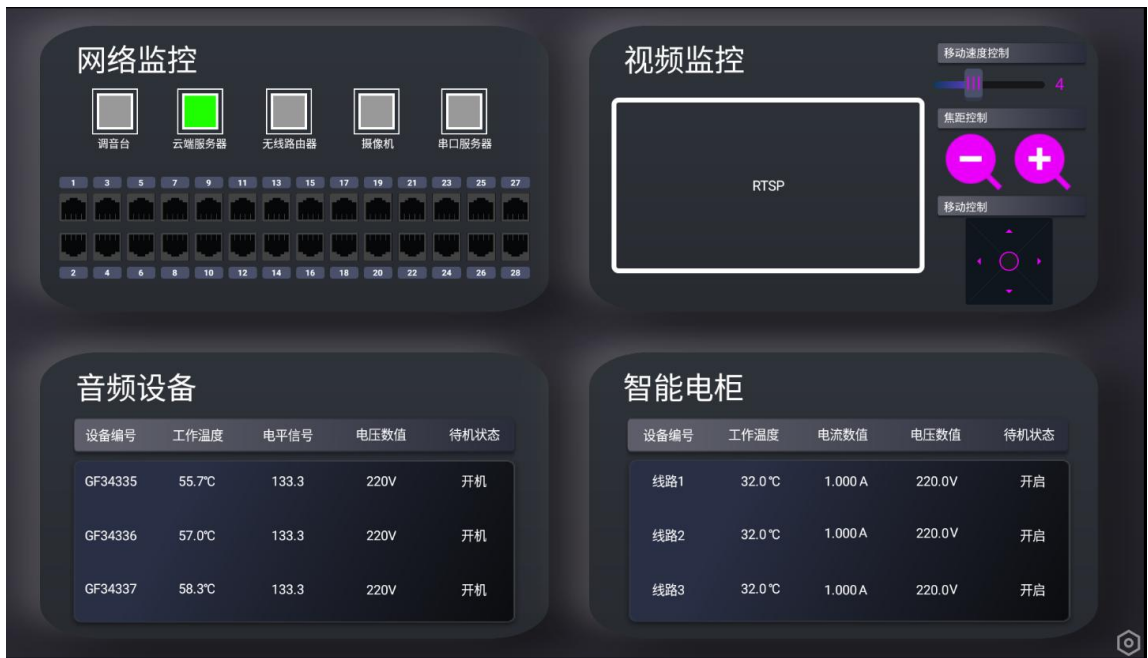 网络监控
调音台 云端服务器 无线路由器 摄像机 串口服务器
1 3 5 7 9 11 13 15 17 19 21 23 25 27
2 4 6 8 10 12 14 16 18 20 22 24 26 28
视频监控
RTSP
移动速度控制
4
焦距控制
移动控制
音频设备
设备编号 工作温度 电平信号 电压数值 待机状态
GF34335 55.7℃ 133.3 220V 开机
GF34336 57.0℃ 133.3 220V 开机
GF34337 58.3℃ 133.3 220V 开机
智能电柜
设备编号 工作温度 电流数值 电压数值 待机状态
线路1 32.0℃ 1.000A 220.0V 开启
线路2 32.0℃ 1.000A 220.0V 开启
线路3 32.0℃ 1.000A 220.0V 开启